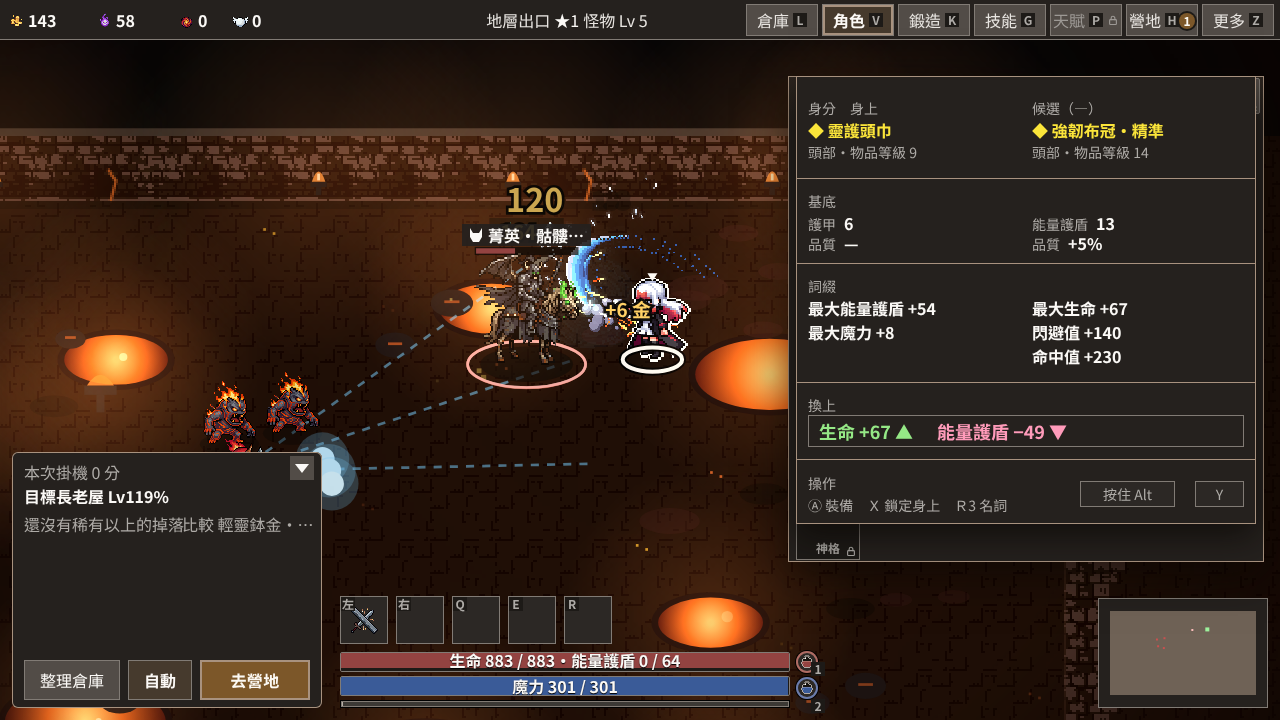 143 58 0 0 地層出口 ★1 怪物 Lv 5 倉庫 L 角色 V 鍛造 K 技能 G 天賦 P 營地 H 1 更多 Z
身分 身上 候選（一）
◆ 靈護頭巾 ◆ 強韌布冠・精準
頭部・物品等級 9 頭部・物品等級 14
基底
護甲 6 能量護盾 13
品質 — 品質 +5%
詞綴
最大能量護盾 +54 最大生命 +67
最大魔力 +8 閃避值 +140
命中值 +230
換上
生命 +67 ▲ 能量護盾 −49 ▼
操作
Ⓐ 裝備 X 鎖定身上 R3 名詞 按住 Alt Y
神格
120
菁英・骷髏…
+6 金
本次掛機 0 分
目標長老屋 Lv119%
還沒有稀有以上的掉落比較 輕靈鉢金・…
整理倉庫 自動 去營地
左 右 Q E R
生命 883 / 883・能量護盾 0 / 64 1
魔力 301 / 301 2